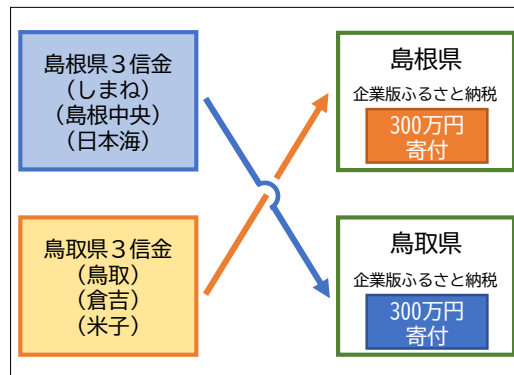 島根県３信金
（しまね）
（島根中央）
（日本海）
島根県
企業版ふるさと納税
300万円
寄付
鳥取県３信金
（鳥取）
（倉吉）
（米子）
鳥取県
企業版ふるさと納税
300万円
寄付